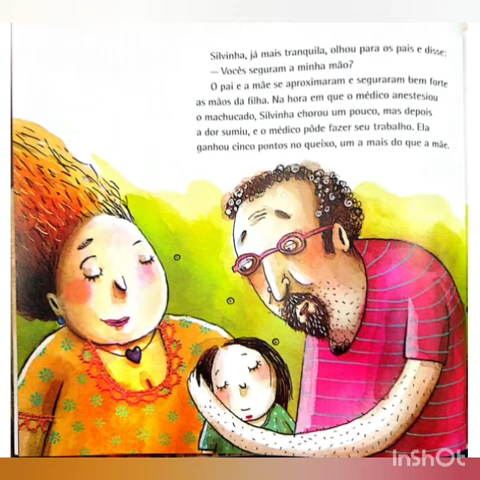 Silvinha, já mais tranquila, olhou para os pais e disse:
— Vocês seguram a minha mão?
O pai e a mãe se aproximaram e seguraram bem forte
as mãos da filha. Na hora em que o médico anestesiou
o machucado, Silvinha chorou um pouco, mas depois
a dor sumiu, e o médico pôde fazer seu trabalho. Ela
ganhou cinco pontos no queixo, um a mais do que a mãe.
InShOt